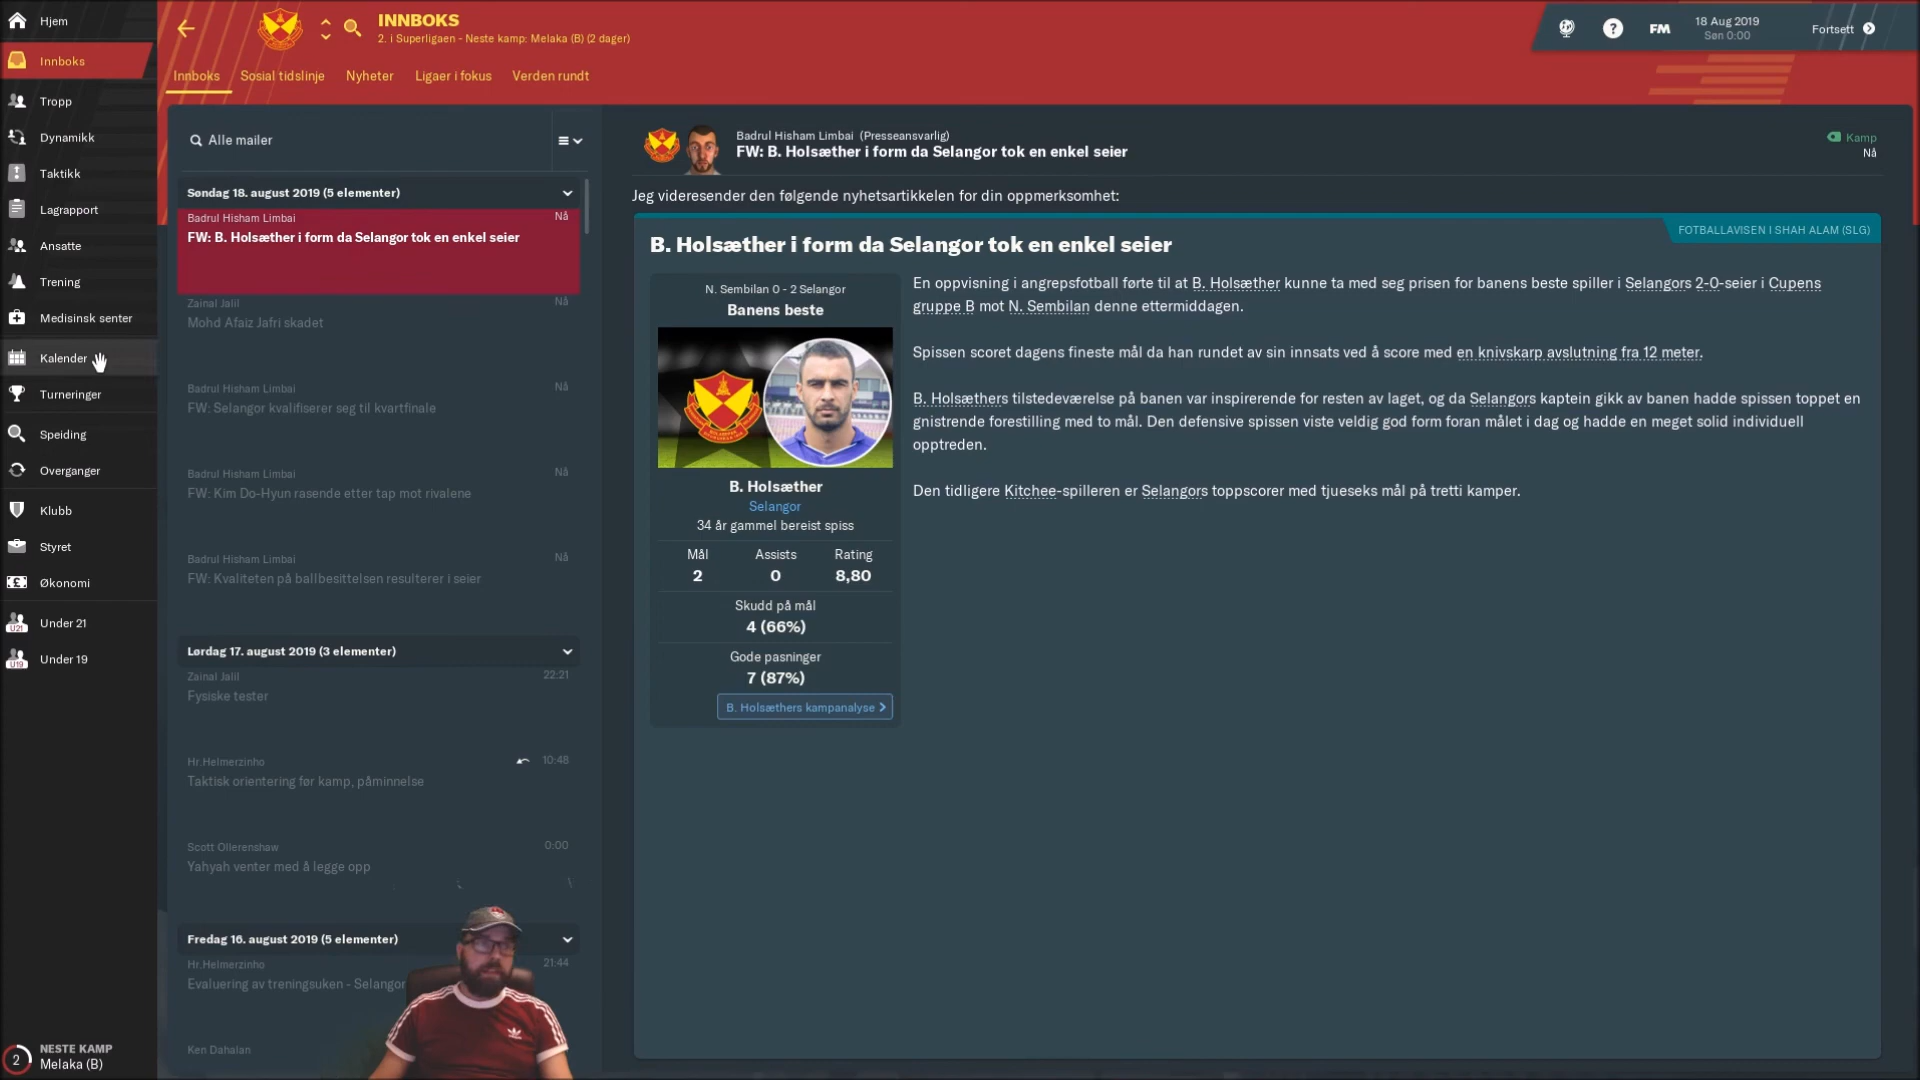 Hjem
Innboks
Tropp
Dynamikk
Taktikk
Lagrapport
Ansatte
Trening
Medisinsk senter
Kalender
Turneringer
Speiding
Overganger
Klubb
Styret
Økonomi
U21
Under 21
U19
Under 19
2
NESTE KAMP
Melaka (B)
INNBOKS
2. i Superligaen - Neste kamp: Melaka (B) (2 dager)
?
FM
18 Aug 2019
Søn 0:00
Fortsett
Innboks
Sosial tidslinje
Nyheter
Ligaer i fokus
Verden rundt
Alle mailer
Søndag 18. august 2019 (5 elementer)
Badrul Hisham Limbai
Nå
FW: B. Holsæther i form da Selangor tok en enkel seier
Zainal Jalil
Nå
Mohd Afaiz Jafri skadet
Badrul Hisham Limbai
Nå
FW: Selangor kvalifiserer seg til kvartfinale
Badrul Hisham Limbai
Nå
FW: Kim Do-Hyun rasende etter tap mot rivalene
Badrul Hisham Limbai
Nå
FW: Kvaliteten på ballbesittelsen resulterer i seier
Lørdag 17. august 2019 (3 elementer)
Zainal Jalil
22:21
Fysiske tester
Hr.Helmerzinho
10:48
Taktisk orientering før kamp, påminnelse
Scott Ollerenshaw
0:00
Yahyah venter med å legge opp
Fredag 16. august 2019 (5 elementer)
Hr.Helmerzinho
21:44
Evaluering av treningsuken - Selangor
Ken Dahalan
Badrul Hisham Limbai (Presseansvarlig)
FW: B. Holsæther i form da Selangor tok en enkel seier
Kamp
Nå
Jeg videresender den følgende nyhetsartikkelen for din oppmerksomhet:
FOTBALLAVISEN I SHAH ALAM (SLG)
B. Holsæther i form da Selangor tok en enkel seier
N. Sembilan 0 - 2 Selangor
Banens beste
B. Holsæther
Selangor
34 år gammel bereist spiss
Mål
Assists
Rating
2
0
8,80
Skudd på mål
4 (66%)
Gode pasninger
7 (87%)
B. Holsæthers kampanalyse
En oppvisning i angrepsfotball førte til at B. Holsæther kunne ta med seg prisen for banens beste spiller i Selangors 2-0-seier i Cupens
gruppe B mot N. Sembilan denne ettermiddagen.
Spissen scoret dagens fineste mål da han rundet av sin innsats ved å score med en knivskarp avslutning fra 12 meter.
B. Holsæthers tilstedeværelse på banen var inspirerende for resten av laget, og da Selangors kaptein gikk av banen hadde spissen toppet en
gnistrende forestilling med to mål. Den defensive spissen viste veldig god form foran målet i dag og hadde en meget solid individuell
opptreden.
Den tidligere Kitchee-spilleren er Selangors toppscorer med tjueseks mål på tretti kamper.